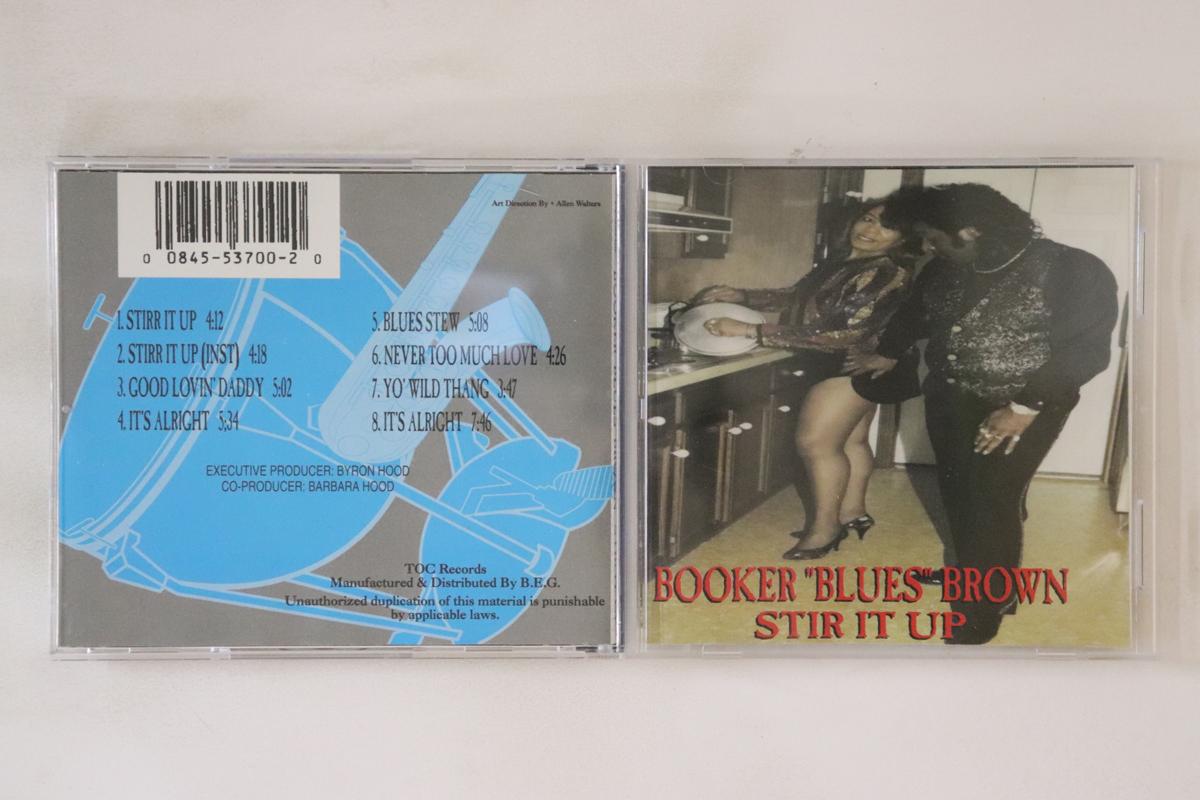 Art Direction By • Allen Walters
0 0845-53700-2 0
1. STIRR IT UP 4:12
2. STIRR IT UP (INST) 4:18
3. GOOD LOVIN' DADDY 5:02
4. IT'S ALRIGHT 5:34
5. BLUES STEW 5:08
6. NEVER TOO MUCH LOVE 4:26
7. YO' WILD THANG 3:47
8. IT'S ALRIGHT 7:46
EXECUTIVE PRODUCER: BYRON HOOD
CO-PRODUCER: BARBARA HOOD
TOC Records
Manufactured & Distributed By B.E.G.
Unauthorized duplication of this material is punishable
by applicable laws.
BOOKER "BLUES" BROWN
STIR IT UP